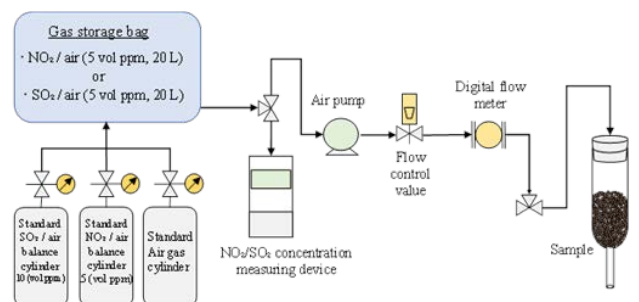 Gas storage bag
· NO₂ / air (5 vol ppm, 20 L)
or
· SO₂ / air (5 vol ppm, 20 L)
Air pump
Digital flow
meter
Flow
control
value
NO₂/SO₂ concentration
measuring device
Sample
Standard
SO₂ / air
balance
cylinder
10 (vol ppm)
Standard
NO₂ / air
balance
cylinder
5 (vol ppm)
Standard
Air gas
cylinder